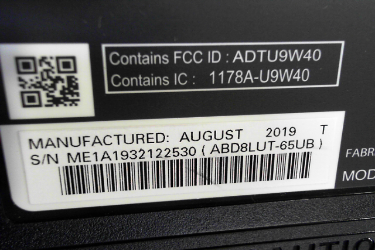 Contains FCC ID : ADTU9W40
Contains IC : 1178A-U9W40
MANUFACTURED: AUGUST 2019 T
S/N ME1A1932122530 ( ABD8LUT-65UB )
FABR
MOD